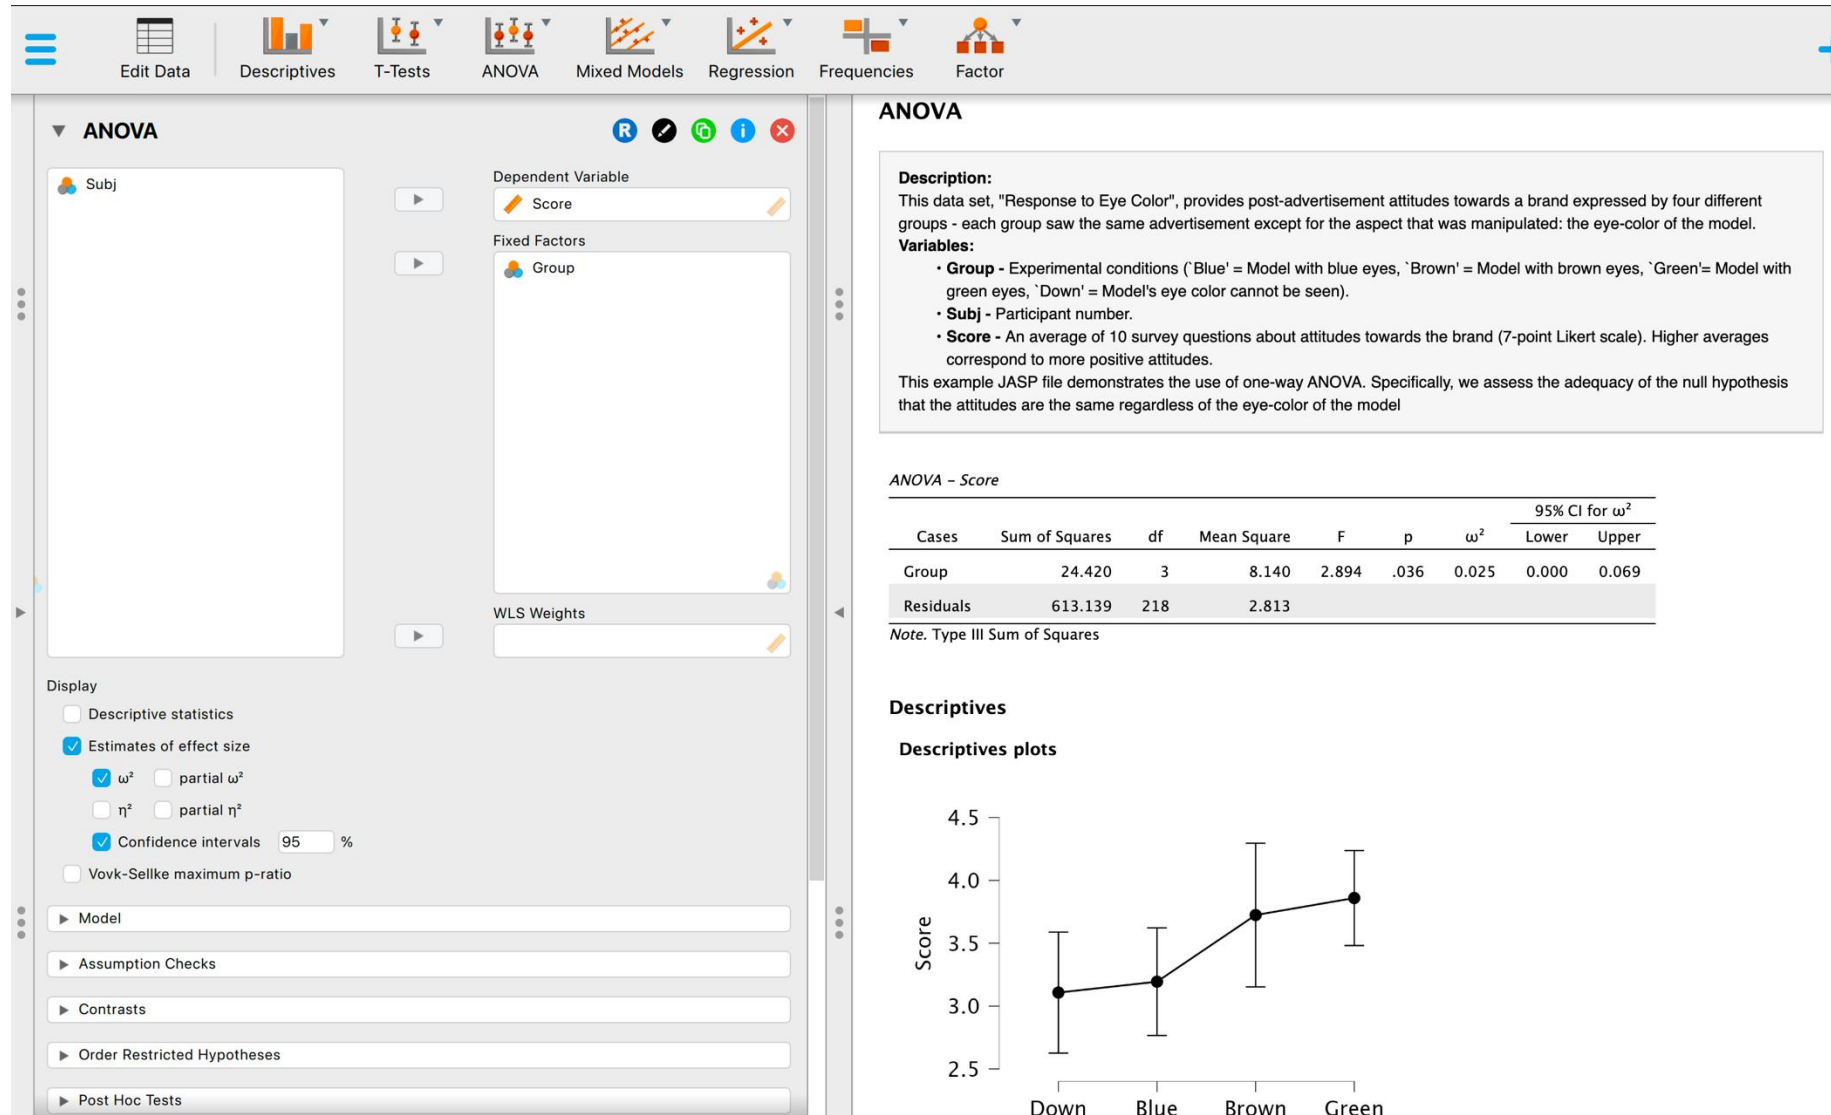 Edit Data
Descriptives
T-Tests
ANOVA
Mixed Models
Regression
Frequencies
Factor
ANOVA
R
i
Subj
Dependent Variable
Score
Fixed Factors
Group
WLS Weights
Display
Descriptive statistics
Estimates of effect size
ω² partial ω²
η² partial η²
Confidence intervals 95 %
Vovk-Sellke maximum p-ratio
Model
Assumption Checks
Contrasts
Order Restricted Hypotheses
Post Hoc Tests
ANOVA
Description:
This data set, "Response to Eye Color", provides post-advertisement attitudes towards a brand expressed by four different
groups - each group saw the same advertisement except for the aspect that was manipulated: the eye-color of the model.
Variables:
• Group - Experimental conditions (`Blue' = Model with blue eyes, `Brown' = Model with brown eyes, `Green'= Model with
green eyes, `Down' = Model's eye color cannot be seen).
• Subj - Participant number.
• Score - An average of 10 survey questions about attitudes towards the brand (7-point Likert scale). Higher averages
correspond to more positive attitudes.
This example JASP file demonstrates the use of one-way ANOVA. Specifically, we assess the adequacy of the null hypothesis
that the attitudes are the same regardless of the eye-color of the model
ANOVA – Score
95% CI for ω²
Cases Sum of Squares df Mean Square F p ω² Lower Upper
Group 24.420 3 8.140 2.894 .036 0.025 0.000 0.069
Residuals 613.139 218 2.813
Note. Type III Sum of Squares
Descriptives
Descriptives plots
4.5
4.0
3.5
3.0
2.5
Score
Down Blue Brown Green